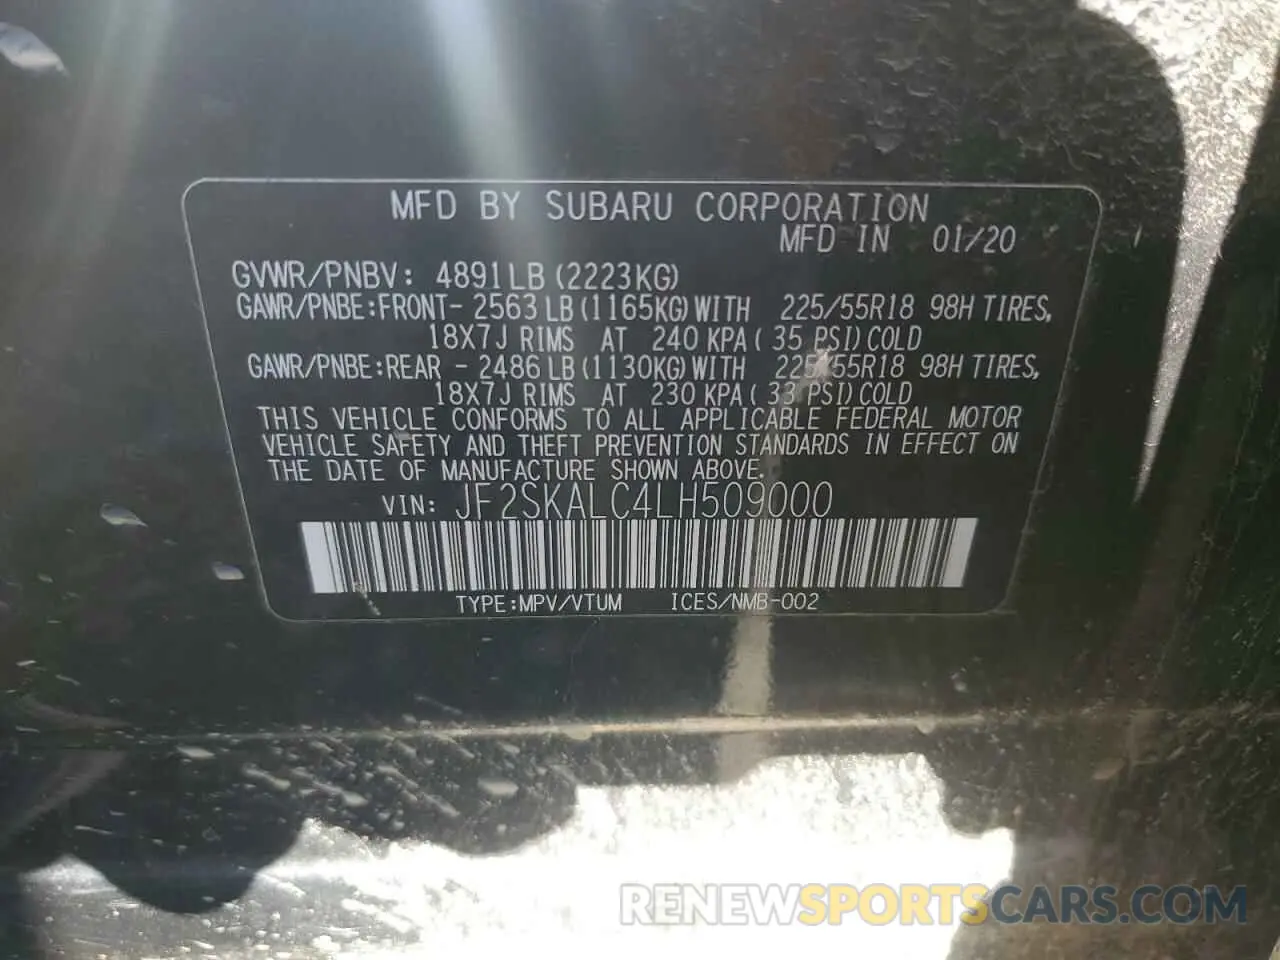 MFD BY SUBARU CORPORATION
MFD IN 01/20
GVWR/PNBV: 4891LB (2223KG)
GAWR/PNBE:FRONT- 2563 LB (1165KG) WITH 225/55R18 98H TIRES,
18X7J RIMS AT 240 KPA ( 35 PSI) COLD
GAWR/PNBE:REAR - 2486 LB (1130KG) WITH 225/55R18 98H TIRES,
18X7J RIMS AT 230 KPA ( 33 PSI) COLD
THIS VEHICLE CONFORMS TO ALL APPLICABLE FEDERAL MOTOR
VEHICLE SAFETY AND THEFT PREVENTION STANDARDS IN EFFECT ON
THE DATE OF MANUFACTURE SHOWN ABOVE.
VIN: JF2SKALC4LH509000
TYPE:MPV/VTUM ICES/NMB-002
RENEWSPORTSCARS.COM